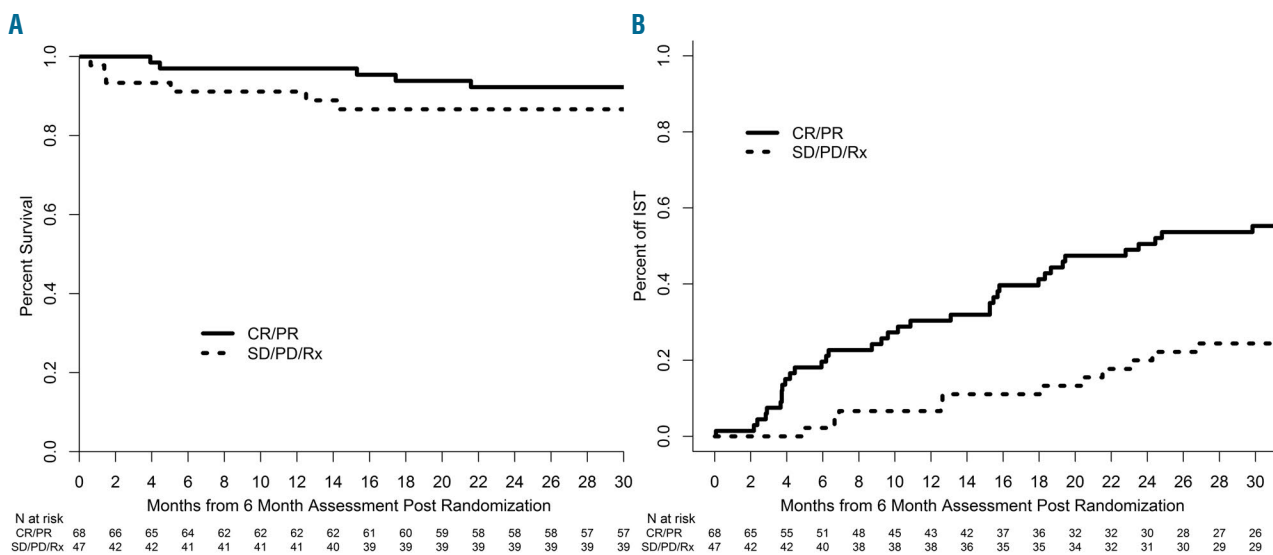 A
1.0
0.8
0.6
0.4
0.2
0.0
Percent Survival
CR/PR
SD/PD/Rx
0 2 4 6 8 10 12 14 16 18 20 22 24 26 28 30
Months from 6 Month Assessment Post Randomization
N at risk
CR/PR 68 66 65 64 62 62 62 62 61 60 59 58 58 58 57 57
SD/PD/Rx 47 42 42 41 41 41 41 40 39 39 39 39 39 39 39 39
B
1.0
0.8
0.6
0.4
0.2
0.0
Percent off IST
CR/PR
SD/PD/Rx
0 2 4 6 8 10 12 14 16 18 20 22 24 26 28 30
Months from 6 Month Assessment Post Randomization
N at risk
CR/PR 68 65 55 51 48 45 43 42 37 36 32 32 30 28 27 26
SD/PD/Rx 47 42 42 40 38 38 38 36 35 35 34 32 31 30 29 29